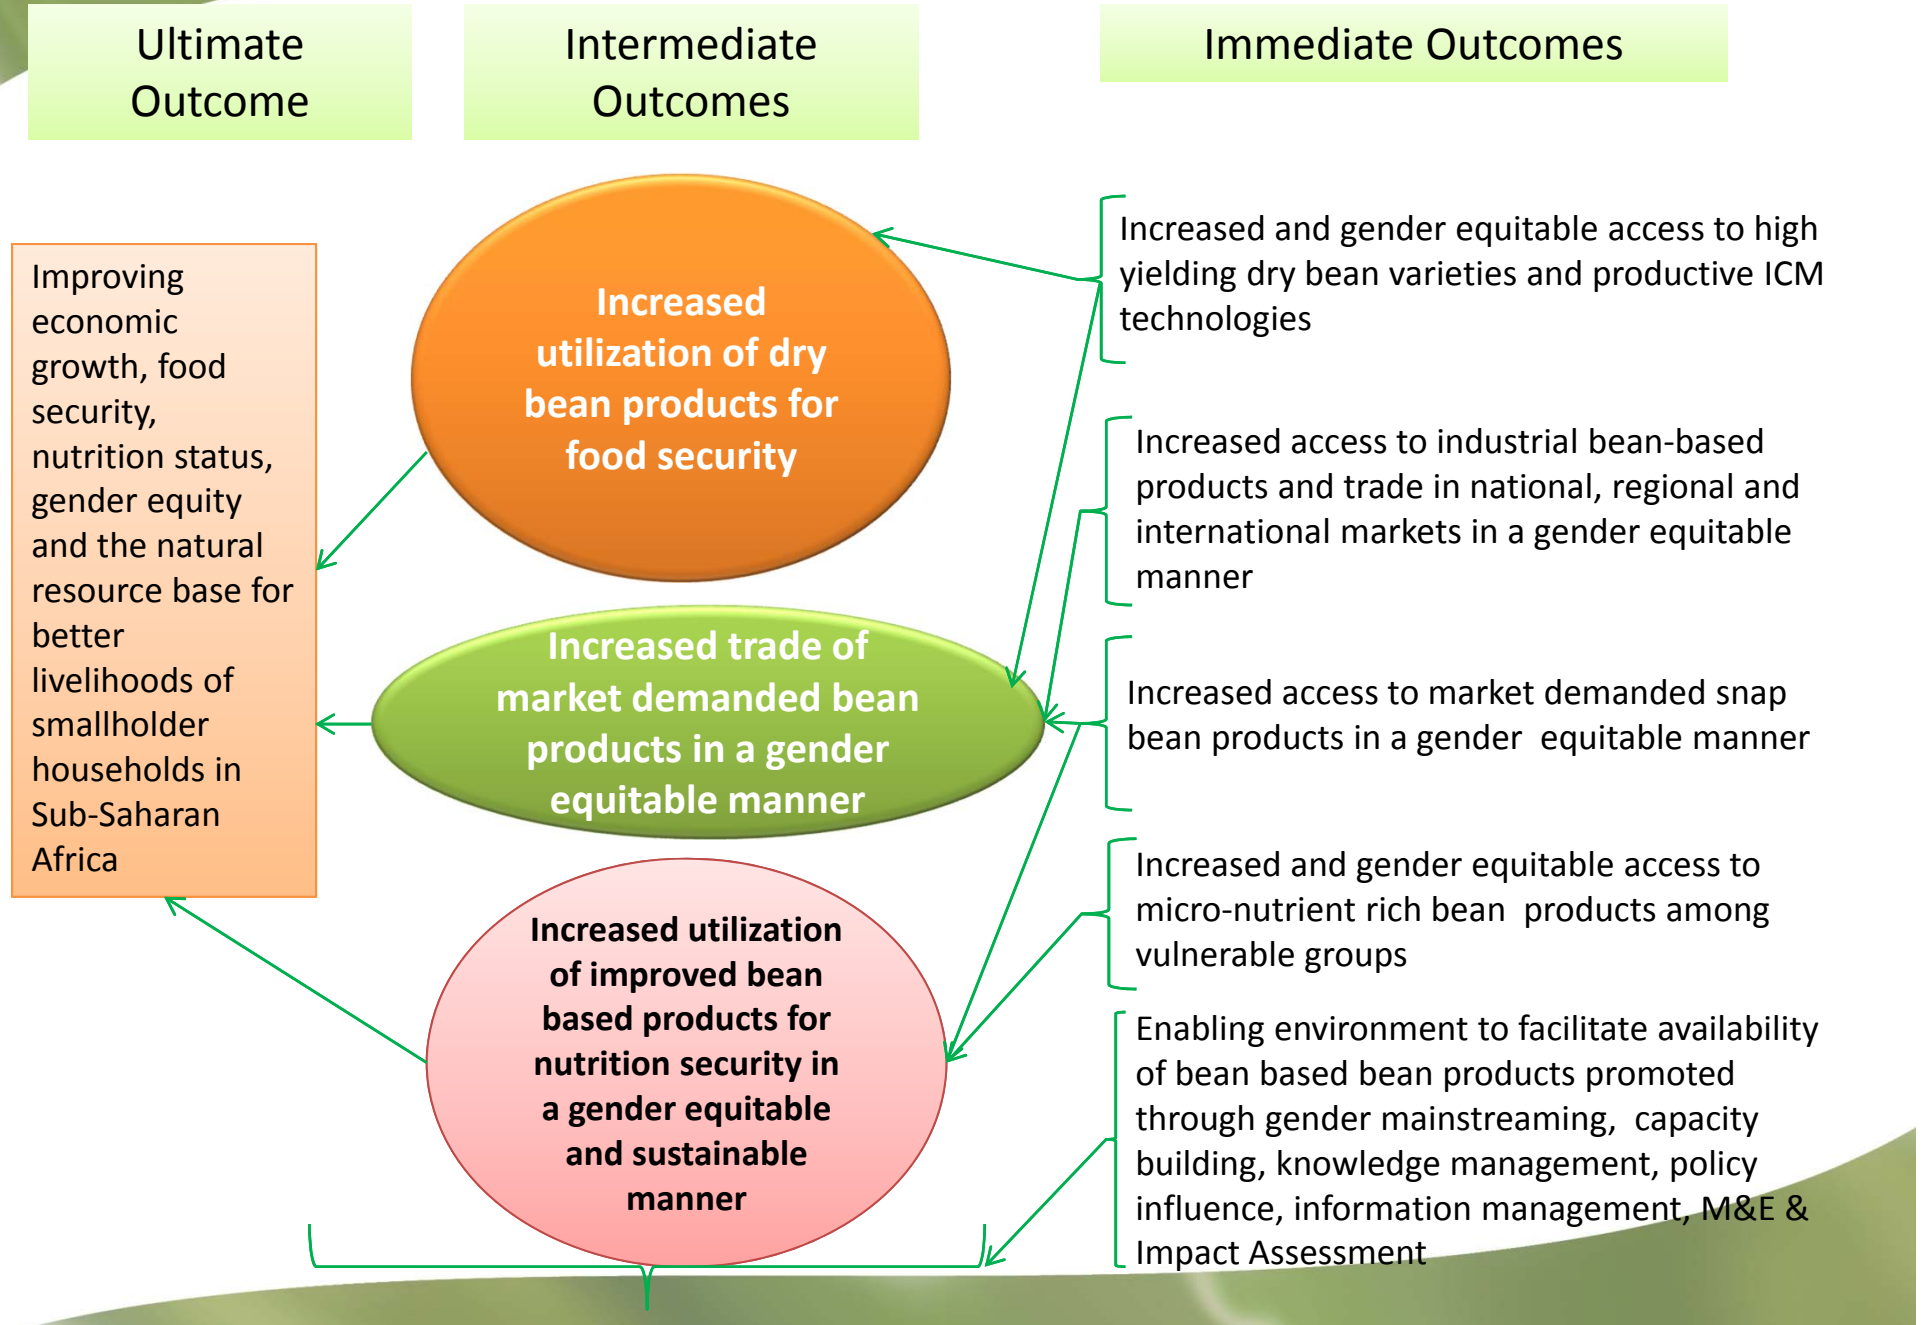 Ultimate
Outcome
Intermediate
Outcomes
Immediate Outcomes
Improving
economic
growth, food
security,
nutrition status,
gender equity
and the natural
resource base for
better
livelihoods of
smallholder
households in
Sub-Saharan
Africa
Increased
utilization of dry
bean products for
food security
Increased trade of
market demanded bean
products in a gender
equitable manner
Increased utilization
of improved bean
based products for
nutrition security in
a gender equitable
and sustainable
manner
Increased and gender equitable access to high
yielding dry bean varieties and productive ICM
technologies
Increased access to industrial bean-based
products and trade in national, regional and
international markets in a gender equitable
manner
Increased access to market demanded snap
bean products in a gender equitable manner
Increased and gender equitable access to
micro-nutrient rich bean products among
vulnerable groups
Enabling environment to facilitate availability
of bean based bean products promoted
through gender mainstreaming, capacity
building, knowledge management, policy
influence, information management, M&E &
Impact Assessment